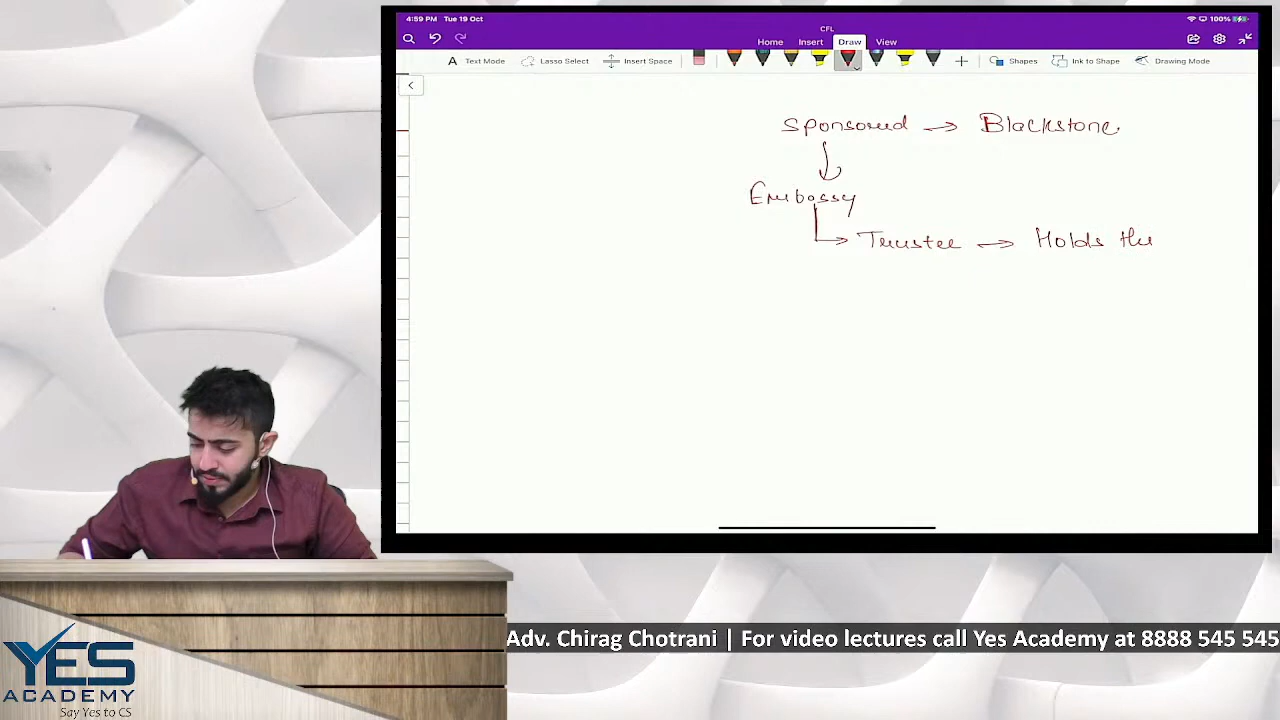 4:59 PM Tue 19 Oct
100%
CFL
Home Insert Draw View
A Text Mode Lasso Select Insert Space Shapes Ink to Shape Drawing Mode
Sponsored → Blackstone
Embassy
Trustee → Holds the
Adv. Chirag Chotrani | For video lectures call Yes Academy at 8888 545 545
YES
ACADEMY
Say Yes to CS